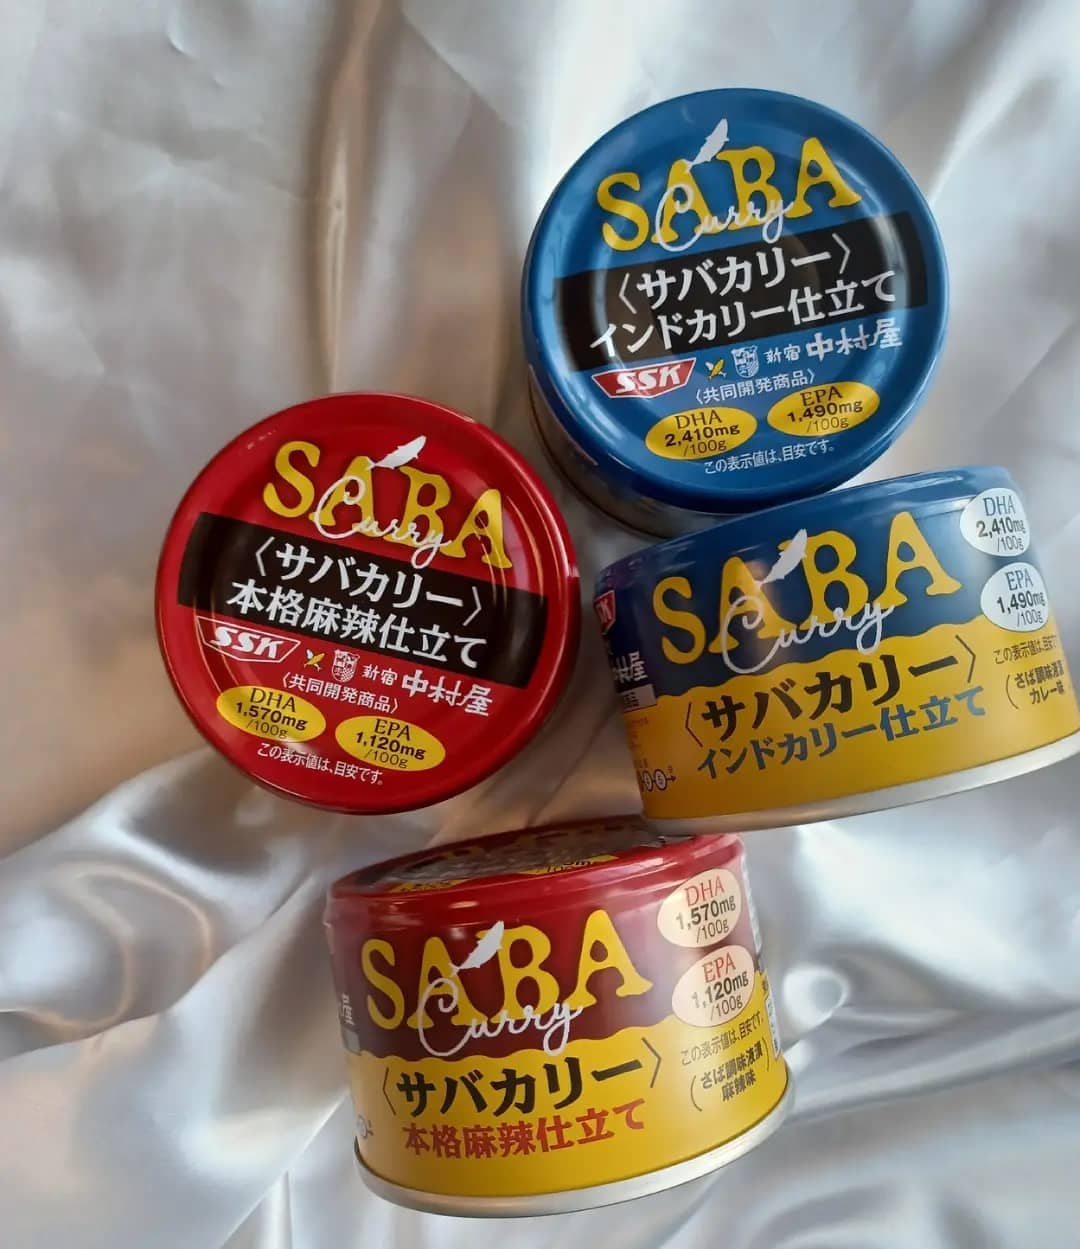 SABA
Curry
〈サバカリー〉
インドカリー仕立て
SSK × 新宿 中村屋
〈共同開発商品〉
DHA
2,410mg
/100g
EPA
1,490mg
/100g
この表示値は、目安です。
SABA
Curry
〈サバカリー〉
本格麻辣仕立て
SSK × 新宿 中村屋
〈共同開発商品〉
DHA
1,570mg
/100g
EPA
1,120mg
/100g
この表示値は、目安です。
SABA
Curry
〈サバカリー〉
インドカリー仕立て
DHA
2,410mg
/100g
EPA
1,490mg
/100g
この表示値は、目安です。
(さば調味液漬
カレー味)
村屋
SABA
Curry
〈サバカリー〉
本格麻辣仕立て
DHA
1,570mg
/100g
EPA
1,120mg
/100g
この表示値は、目安です。
(さば調味液漬
麻辣味)
屋